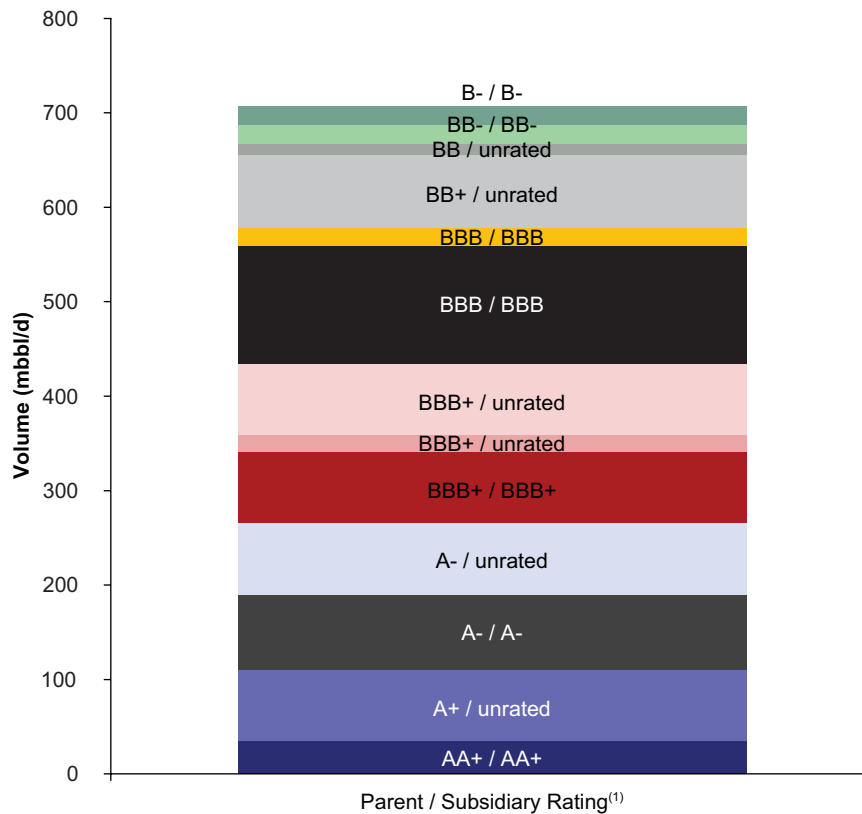 800
700
600
500
400
300
200
100
0
Volume (mbbl/d)
B- / B-
BB- / BB-
BB / unrated
BB+ / unrated
BBB / BBB
BBB / BBB
BBB+ / unrated
BBB+ / unrated
BBB+ / BBB+
A- / unrated
A- / A-
A+ / unrated
AA+ / AA+
Parent / Subsidiary Rating(1)